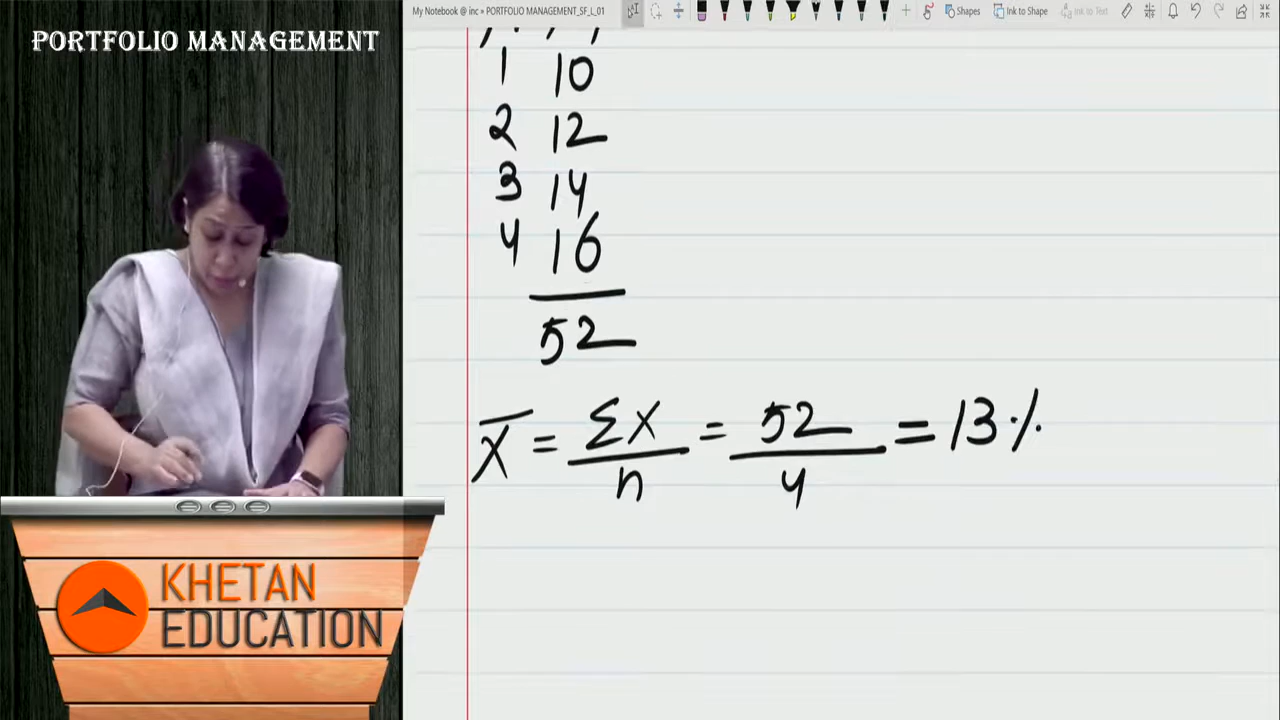 My Notebook @ inc » PORTFOLIO MANAGEMENT_SF_L_01
Shapes
Ink to Shape
Ink to Text
PORTFOLIO MANAGEMENT
1 10
2 12
3 14
4 16
52
X̄ = ΣX/n = 52/4 = 13%
KHETAN
EDUCATION